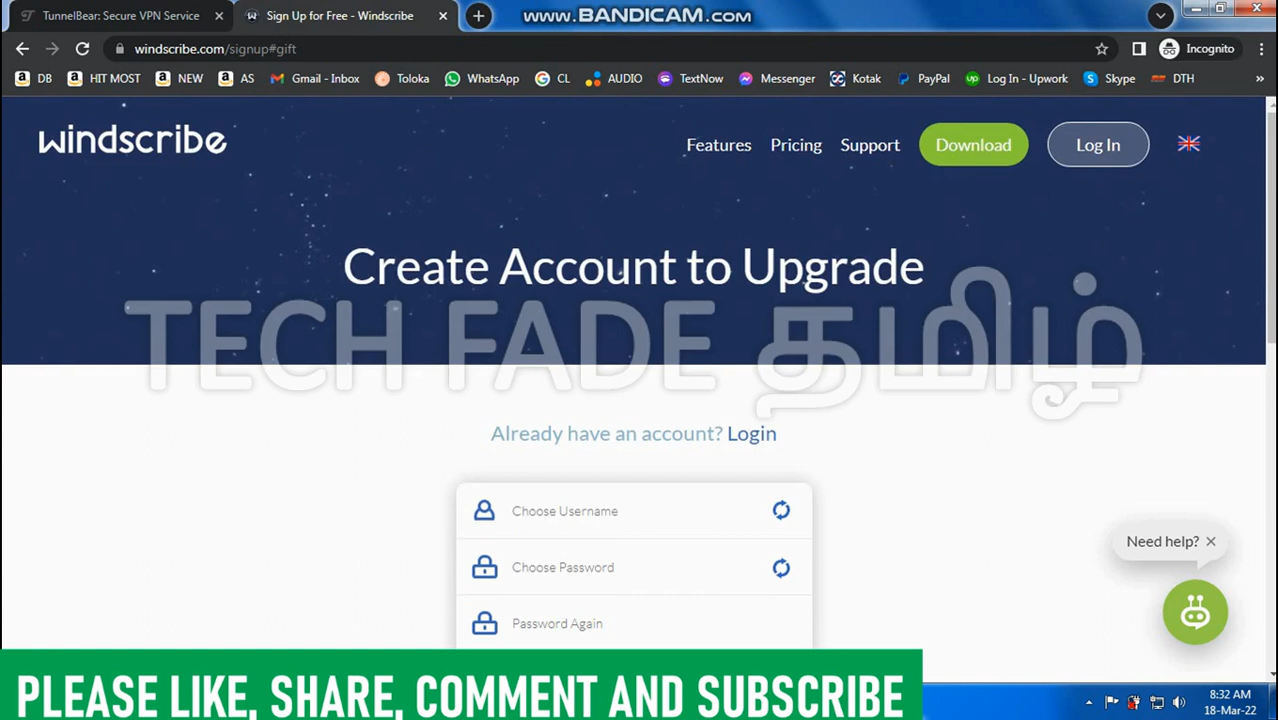 TunnelBear: Secure VPN Service
Sign Up for Free - Windscribe
www.BANDICAM.com
windscribe.com/signup#gift
Incognito
DB HIT MOST NEW AS Gmail - Inbox Toloka WhatsApp CL AUDIO TextNow Messenger Kotak PayPal Log In - Upwork Skype DTH »
windscribe
Features Pricing Support Download Log In
Create Account to Upgrade
TECH FADE தமிழ்
Already have an account? Login
Choose Username
Need help?
Choose Password
Password Again
PLEASE LIKE, SHARE, COMMENT AND SUBSCRIBE
8:32 AM
18-Mar-22